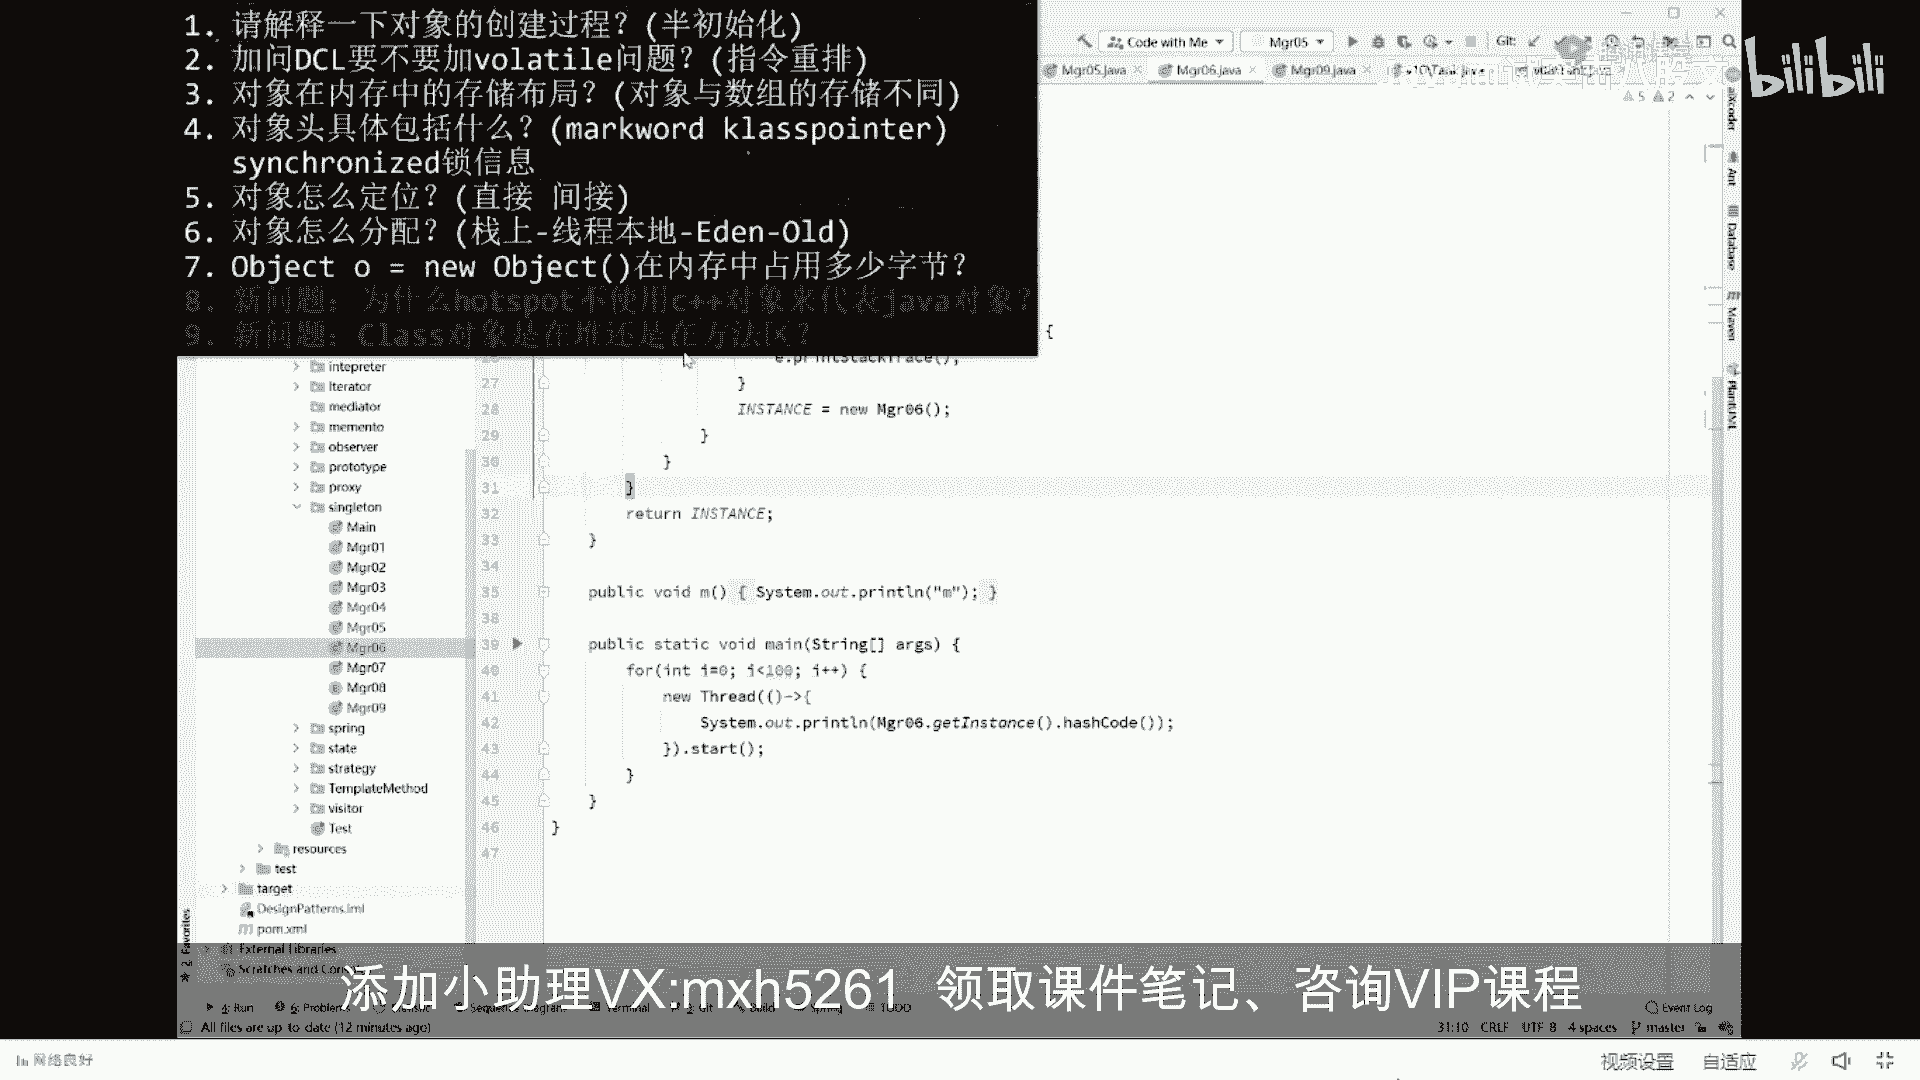 1. 请解释一下对象的创建过程？(半初始化)
2. 加问DCL要不要加volatile问题？(指令重排)
3. 对象在内存中的存储布局？(对象与数组的存储不同)
4. 对象头具体包括什么？(markword klasspointer)
synchronized锁信息
5. 对象怎么定位？(直接 间接)
6. 对象怎么分配？(栈上-线程本地-Eden-Old)
7. Object o = new Object()在内存中占用多少字节？
8. 新问题：为什么hotspot不使用c++对象来代表java对象？
9. 新问题：Class对象是在堆还是在方法区？
Code with Me
Mgr05
Git:
Mgr05.java
Mgr06.java
Mgr09.java
bilibili
5 2
aixcoder
Ant
Database
Maven
PlantUML
intepreter
Iterator
mediator
memento
observer
prototype
proxy
singleton
Main
Mgr01
Mgr02
Mgr03
Mgr04
Mgr05
Mgr06
Mgr07
Mgr08
Mgr09
spring
state
strategy
TemplateMethod
visitor
Test
resources
test
target
DesignPatterns.iml
pom.xml
External Libraries
Scratches and
2: Favorites
{
e.printStackTrace();
27 }
28 INSTANCE = new Mgr06();
29 }
30 }
31 }
32 return INSTANCE;
33 }
34
35 public void m() { System.out.println("m"); }
38
39 public static void main(String[] args) {
40 for(int i=0; i<100; i++) {
41 new Thread(()->{
42 System.out.println(Mgr06.getInstance().hashCode());
43 }).start();
44 }
45 }
46 }
47
添加小助理VX:mxh5261 领取课件笔记、咨询VIP课程
4: Run
6: Problems
Sequence Diagram
Terminal
Git
Build
Spring
TODO
Event Log
All files are up-to-date (12 minutes ago)
31:10 CRLF UTF-8 4 spaces master
网络良好
视频设置 自适应